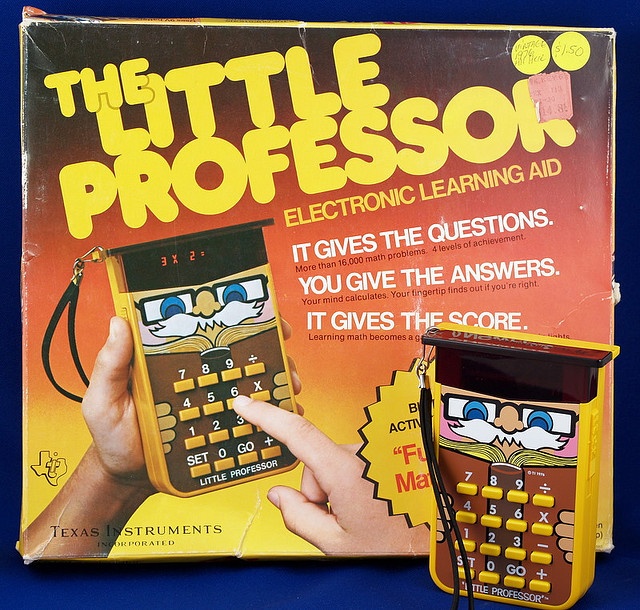 THE
LITTLE
PROFESSOR
ELECTRONIC LEARNING AID
$1.50
IT GIVES THE QUESTIONS.
More than 16,000 math problems. 4 levels of achievement.
YOU GIVE THE ANSWERS.
Your mind calculates. Your fingertip finds out if you're right.
IT GIVES THE SCORE.
Learning math becomes a
3 X 2 =
7 8 9 ÷
4 5 6 X
1 2 3
SET 0 GO +
LITTLE PROFESSOR
"Fu
Ma
TEXAS INSTRUMENTS
INCORPORATED
7 8 9 ÷
4 5 6 X
1 2 3 −
SET 0 GO +
"LITTLE PROFESSOR"